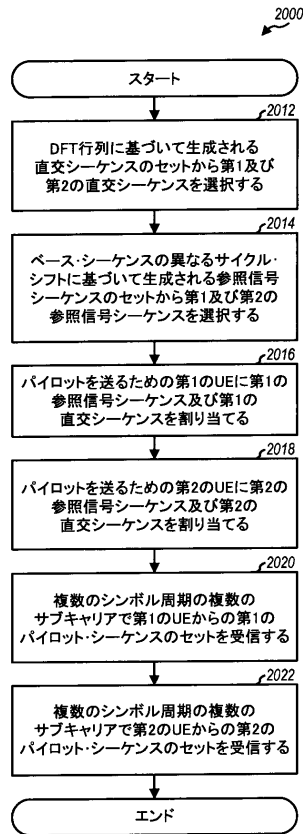 2000
スタート
2012
DFT行列に基づいて生成される
直交シーケンスのセットから第1及び
第2の直交シーケンスを選択する
2014
ベース・シーケンスの異なるサイクル・
シフトに基づいて生成される参照信号
シーケンスのセットから第1及び第2の
参照信号シーケンスを選択する
2016
パイロットを送るための第1のUEに第1の
参照信号シーケンス及び第1の
直交シーケンスを割り当てる
2018
パイロットを送るための第2のUEに第2の
参照信号シーケンス及び第2の
直交シーケンスを割り当てる
2020
複数のシンボル周期の複数の
サブキャリアで第1のUEからの第1の
パイロット・シーケンスのセットを受信する
2022
複数のシンボル周期の複数の
サブキャリアで第2のUEからの第2の
パイロット・シーケンスのセットを受信する
エンド